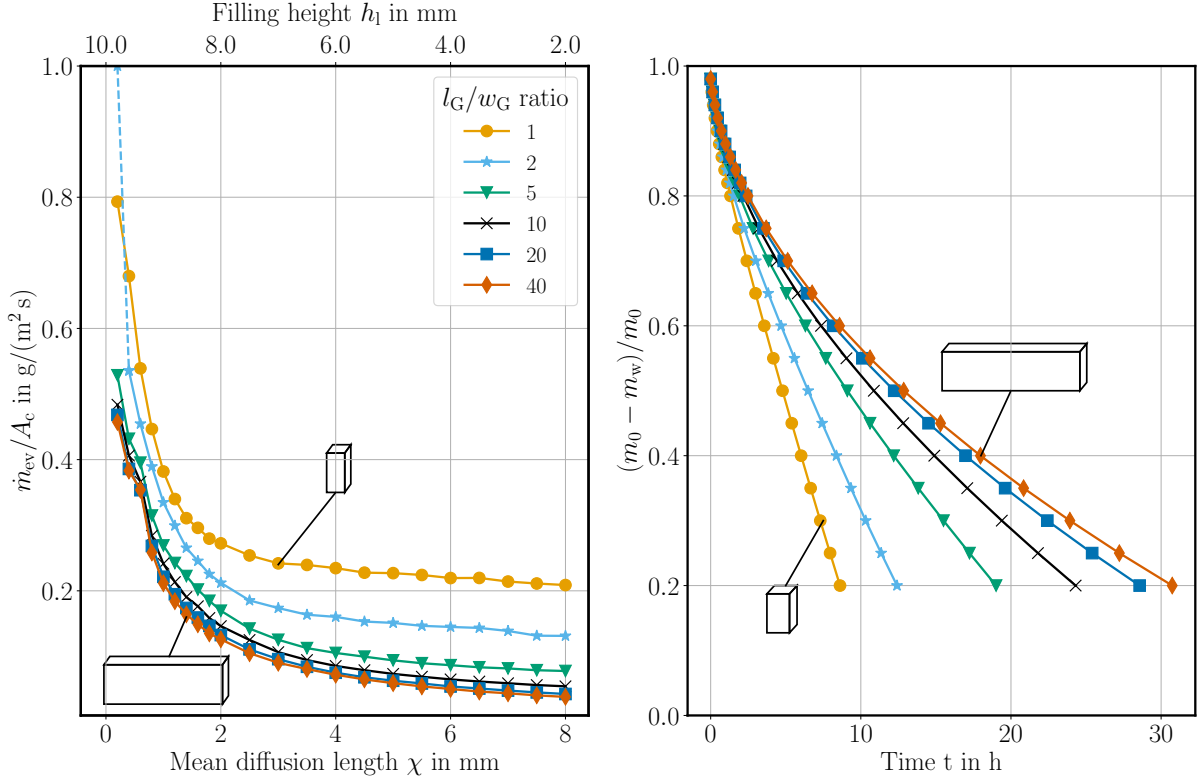 Filling height h_l in mm
10.0 8.0 6.0 4.0 2.0
1.0
0.8
0.6
0.4
0.2
ṁ_ev/A_c in g/(m² s)
l_G/w_G ratio
1
2
5
10
20
40
0 2 4 6 8
Mean diffusion length χ in mm
1.0
0.8
0.6
0.4
0.2
0.0
(m_0 − m_w)/m_0
0 10 20 30
Time t in h